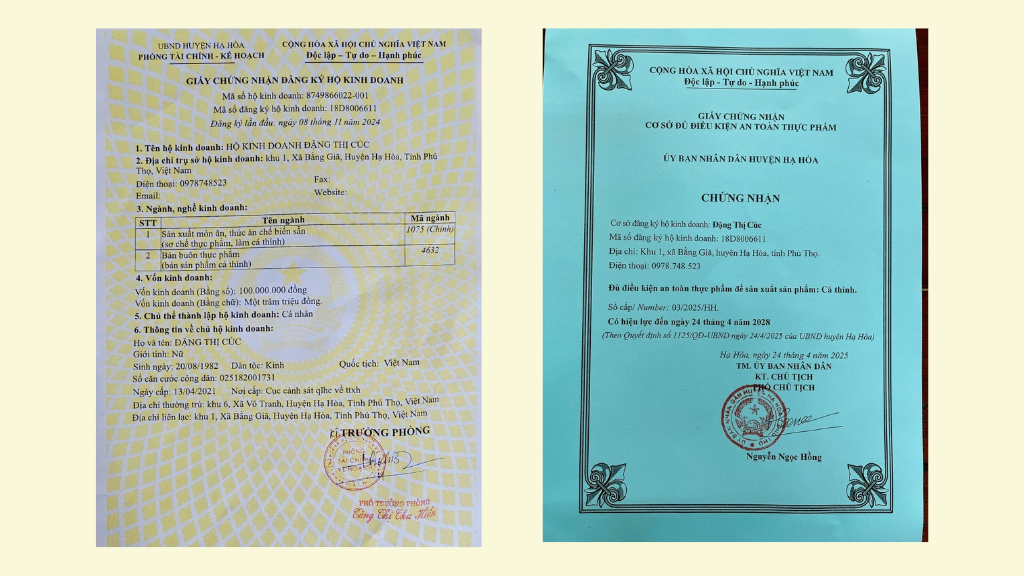 UBND HUYỆN HẠ HÒA
PHÒNG TÀI CHÍNH - KẾ HOẠCH
CỘNG HÒA XÃ HỘI CHỦ NGHĨA VIỆT NAM
Độc lập – Tự do – Hạnh phúc
GIẤY CHỨNG NHẬN ĐĂNG KÝ HỘ KINH DOANH
Mã số hộ kinh doanh: 8749866022-001
Mã số đăng ký hộ kinh doanh: 18D8006611
Đăng ký lần đầu: ngày 08 tháng 11 năm 2024
1. Tên hộ kinh doanh: HỘ KINH DOANH ĐẶNG THỊ CÚC
2. Địa chỉ trụ sở hộ kinh doanh: khu 1, Xã Bằng Giã, Huyện Hạ Hòa, Tỉnh Phú
Thọ, Việt Nam
Điện thoại: 0978748523
Fax:
Email:
Website:
3. Ngành, nghề kinh doanh:
STT
Tên ngành
Mã ngành
1
Sản xuất món ăn, thức ăn chế biến sẵn
(sơ chế thực phẩm, làm cá thính)
1075 (Chính)
2
Bán buôn thực phẩm
(bán sản phẩm cá thính)
4632
4. Vốn kinh doanh:
Vốn kinh doanh (Bằng số): 100.000.000 đồng
Vốn kinh doanh (Bằng chữ): Một trăm triệu đồng.
5. Chủ thể thành lập hộ kinh doanh: Cá nhân
6. Thông tin về chủ hộ kinh doanh:
Họ và tên: ĐẶNG THỊ CÚC
Giới tính: Nữ
Sinh ngày: 20/08/1982 Dân tộc: Kinh Quốc tịch: Việt Nam
Số căn cước công dân: 025182001731
Ngày cấp: 13/04/2021 Nơi cấp: Cục cảnh sát qlhc về ttxh
Địa chỉ thường trú: khu 6, Xã Vô Tranh, Huyện Hạ Hòa, Tỉnh Phú Thọ, Việt Nam
Địa chỉ liên lạc: khu 1, Xã Bằng Giã, Huyện Hạ Hòa, Tỉnh Phú Thọ, Việt Nam
TRƯỞNG PHÒNG
PHÒNG
TÀI CHÍNH
KẾ HOẠCH
PHÓ TRƯỞNG PHÒNG
CỘNG HÒA XÃ HỘI CHỦ NGHĨA VIỆT NAM
Độc lập - Tự do - Hạnh phúc
GIẤY CHỨNG NHẬN
CƠ SỞ ĐỦ ĐIỀU KIỆN AN TOÀN THỰC PHẨM
ỦY BAN NHÂN DÂN HUYỆN HẠ HÒA
CHỨNG NHẬN
Cơ sở đăng ký hộ kinh doanh: Đặng Thị Cúc
Mã số đăng ký hộ kinh doanh: 18D8006611
Địa chỉ: Khu 1, xã Bằng Giã, huyện Hạ Hòa, tỉnh Phú Thọ.
Điện thoại: 0978.748.523
Đủ điều kiện an toàn thực phẩm để sản xuất sản phẩm: Cá thính.
Số cấp/ Number: 03/2025/HH.
Có hiệu lực đến ngày 24 tháng 4 năm 2028
(Theo Quyết định số 1125/QĐ-UBND ngày 24/4/2025 của UBND huyện Hạ Hòa)
Hạ Hòa, ngày 24 tháng 4 năm 2025
TM. ỦY BAN NHÂN DÂN
KT. CHỦ TỊCH
PHÓ CHỦ TỊCH
Nguyễn Ngọc Hồng